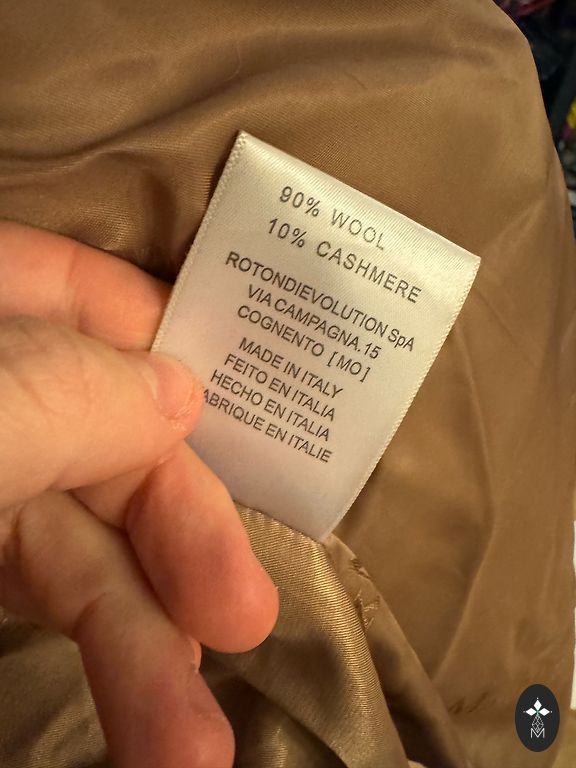 90% WOOL
10% CASHMERE
ROTONDIEVOLUTION SpA
VIA CAMPAGNA.15
COGNENTO [MO]
MADE IN ITALY
FEITO EN ITALIA
HECHO EN ITALIA
ABRIQUE EN ITALIE